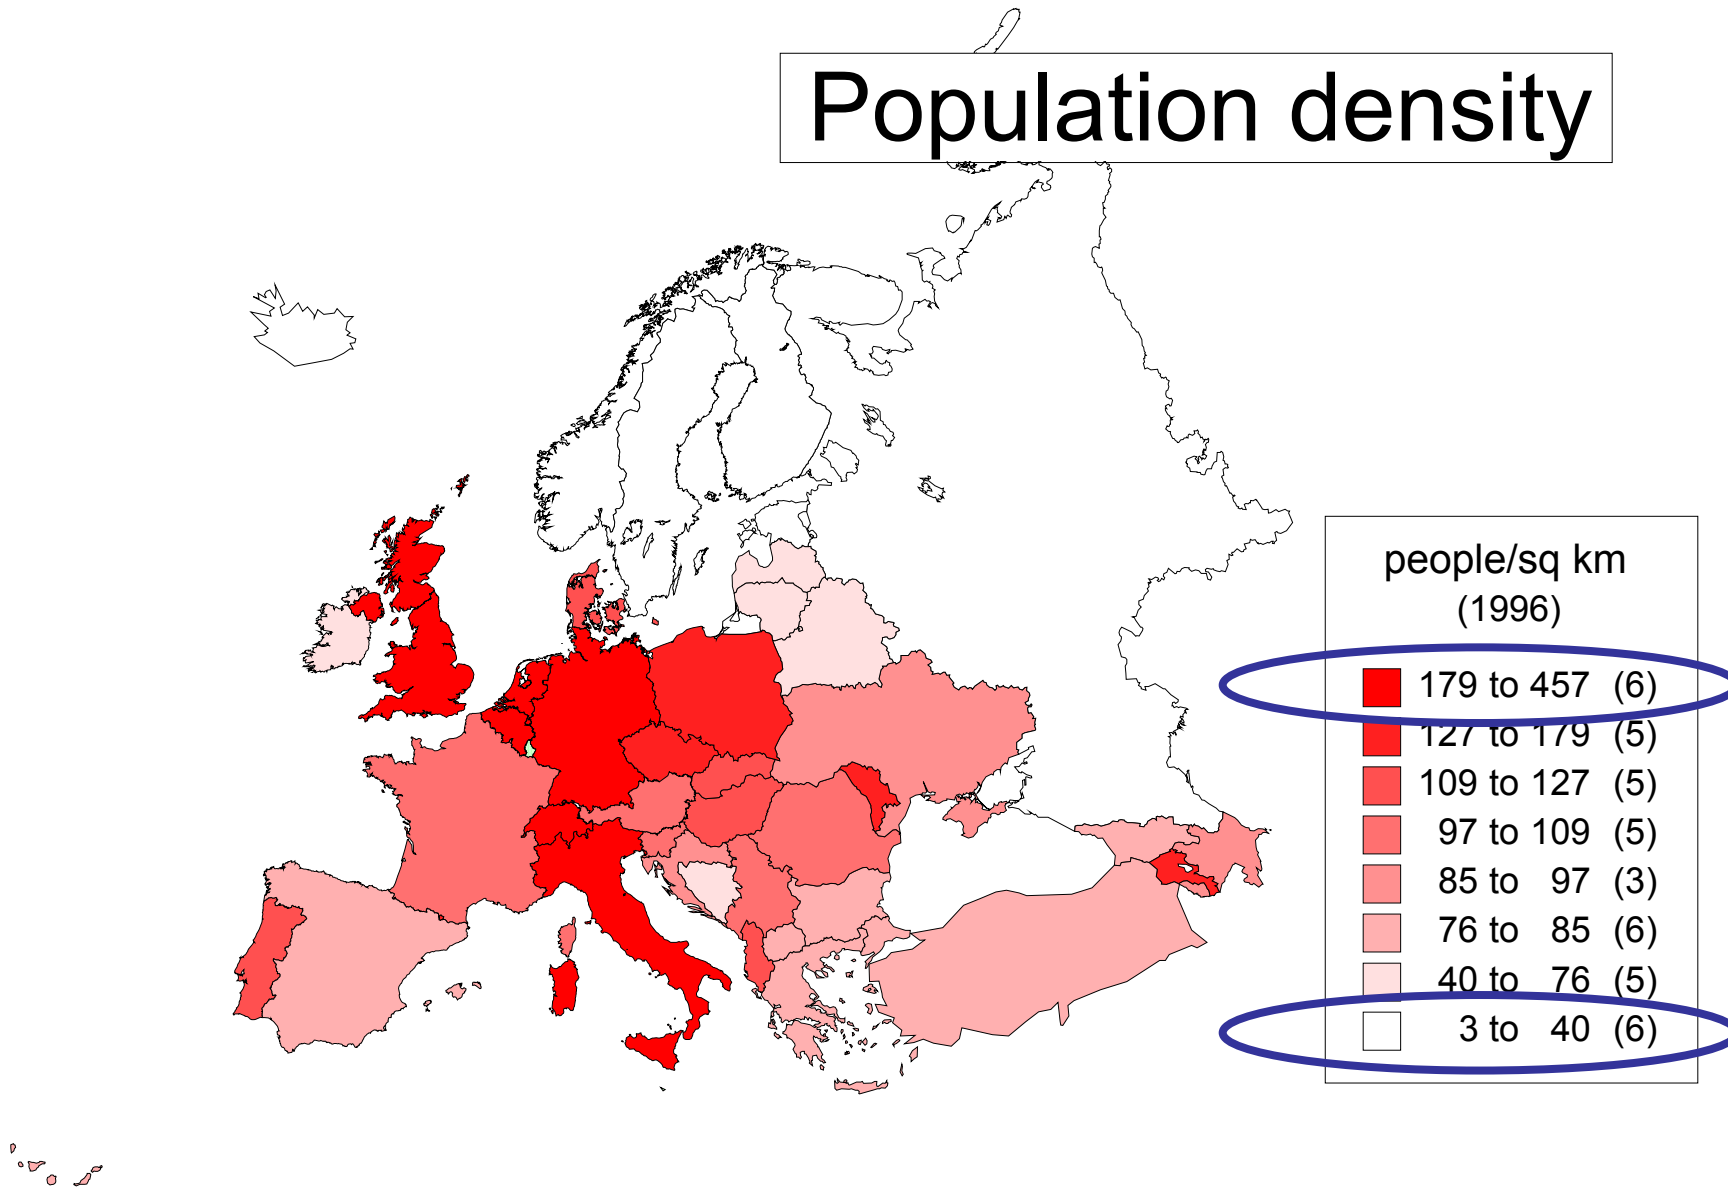 Population density
people/sq km
(1996)
179 to 457 (6)
127 to 179 (5)
109 to 127 (5)
97 to 109 (5)
85 to 97 (3)
76 to 85 (6)
40 to 76 (5)
3 to 40 (6)